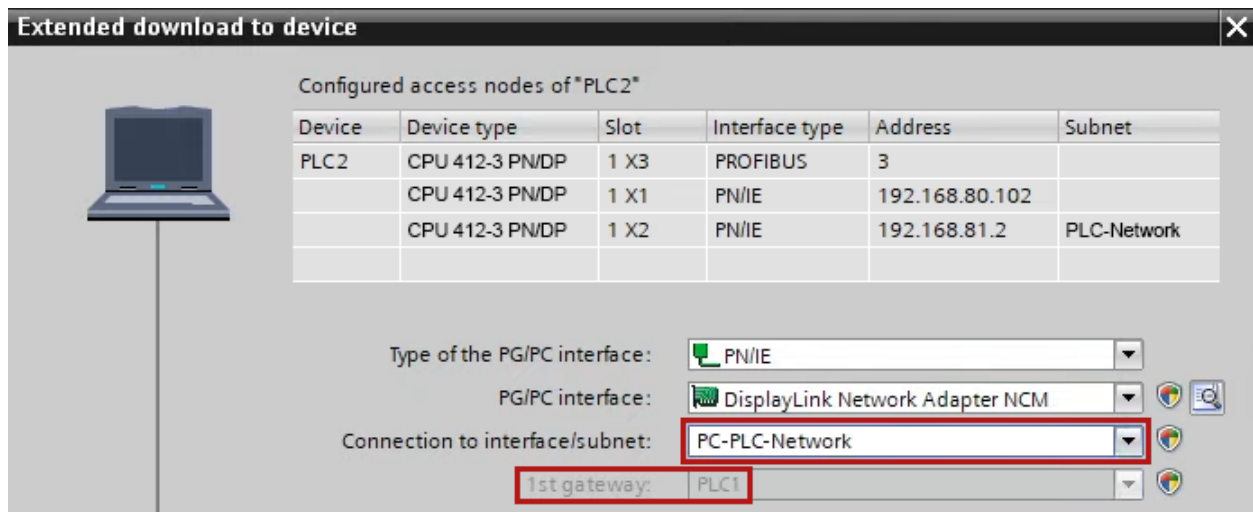 Extended download to device
Configured access nodes of "PLC2"
Device Device type Slot Interface type Address Subnet
PLC2 CPU 412-3 PN/DP 1 X3 PROFIBUS 3
CPU 412-3 PN/DP 1 X1 PN/IE 192.168.80.102
CPU 412-3 PN/DP 1 X2 PN/IE 192.168.81.2 PLC-Network
Type of the PG/PC interface: PN/IE
PG/PC interface: DisplayLink Network Adapter NCM
Connection to interface/subnet: PC-PLC-Network
1st gateway: PLC1